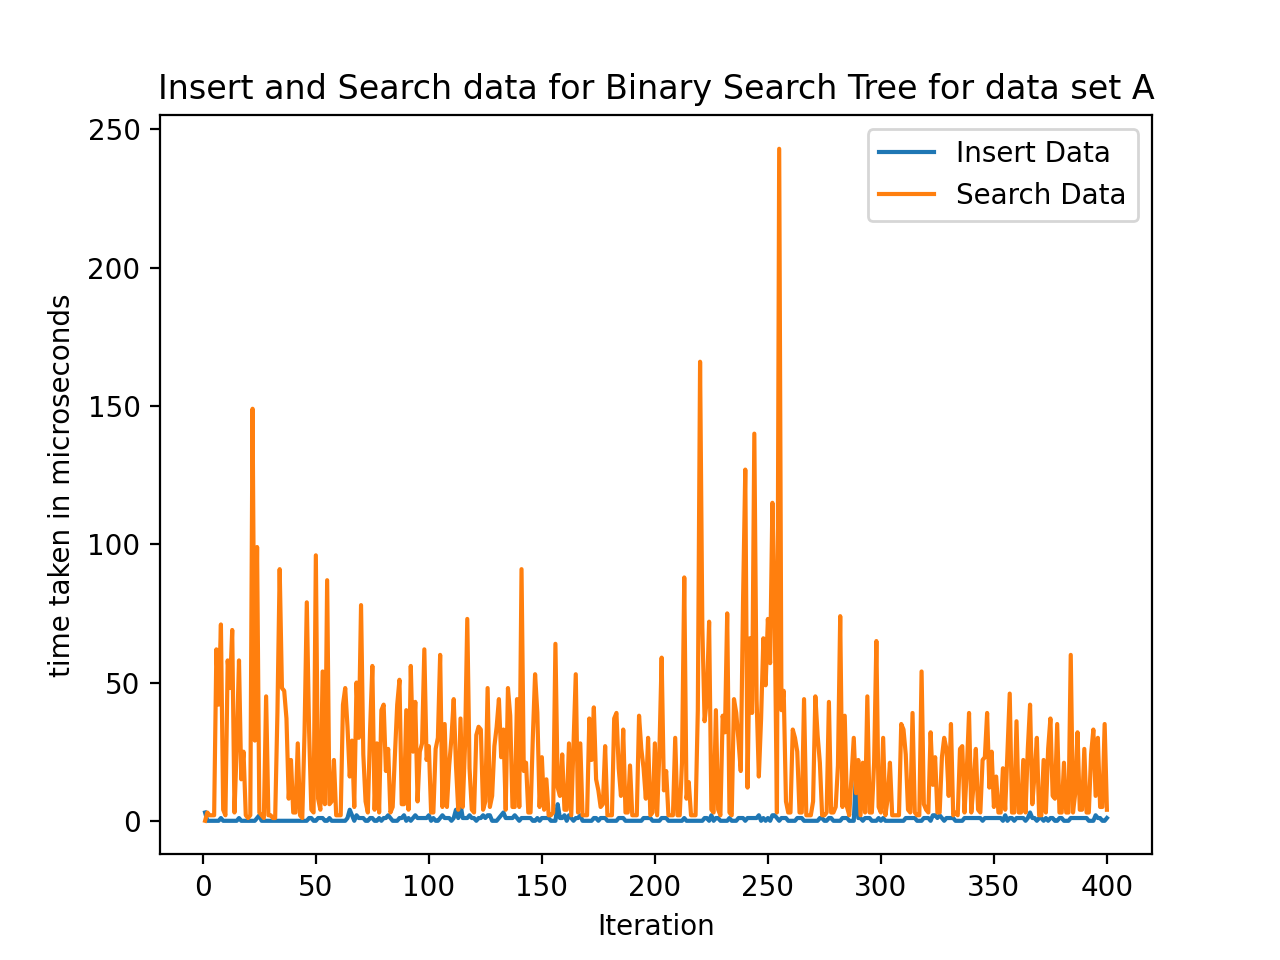 Insert and Search data for Binary Search Tree for data set A
250
200
150
100
50
0
time taken in microseconds
Insert Data
Search Data
0 50 100 150 200 250 300 350 400
Iteration